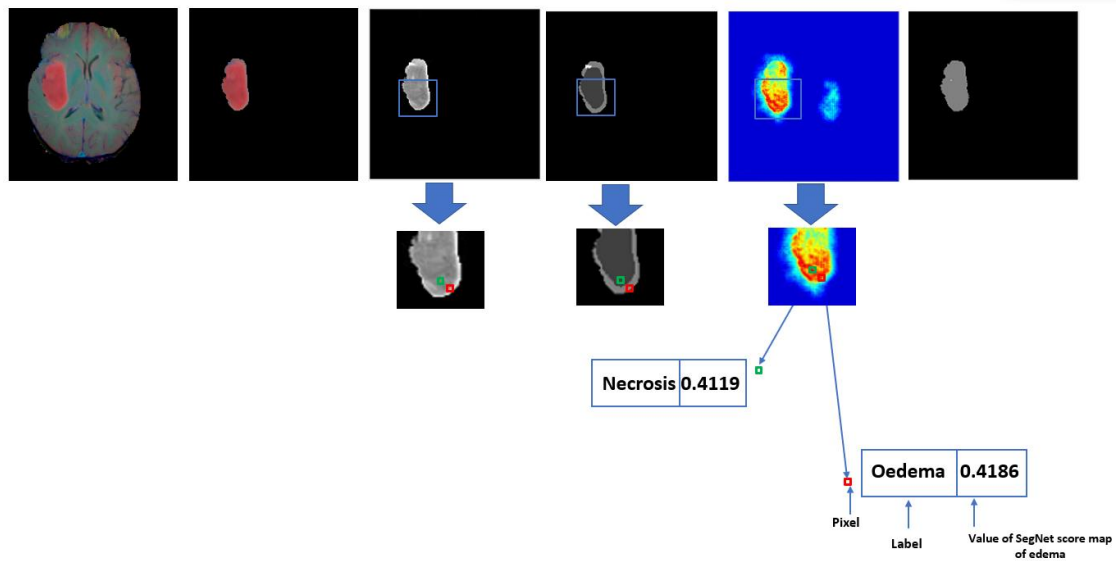 Necrosis 0.4119
Oedema 0.4186
Pixel
Label
Value of SegNet score map
of edema